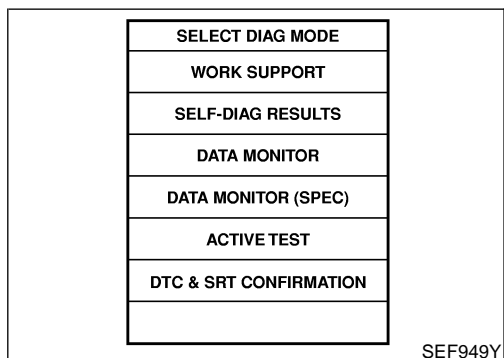 SELECT DIAG MODE
WORK SUPPORT
SELF-DIAG RESULTS
DATA MONITOR
DATA MONITOR (SPEC)
ACTIVE TEST
DTC & SRT CONFIRMATION
SEF949Y